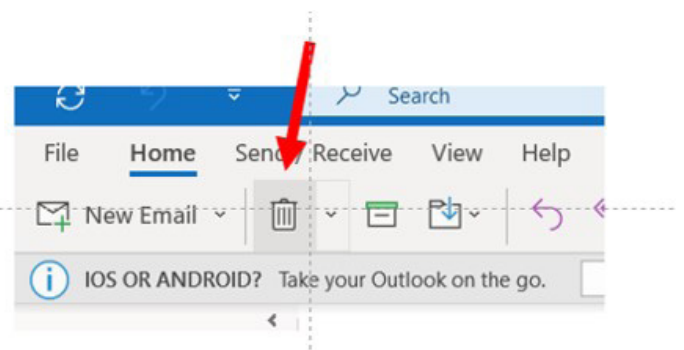 Search
File Home Send / Receive View Help
New Email
IOS OR ANDROID? Take your Outlook on the go.